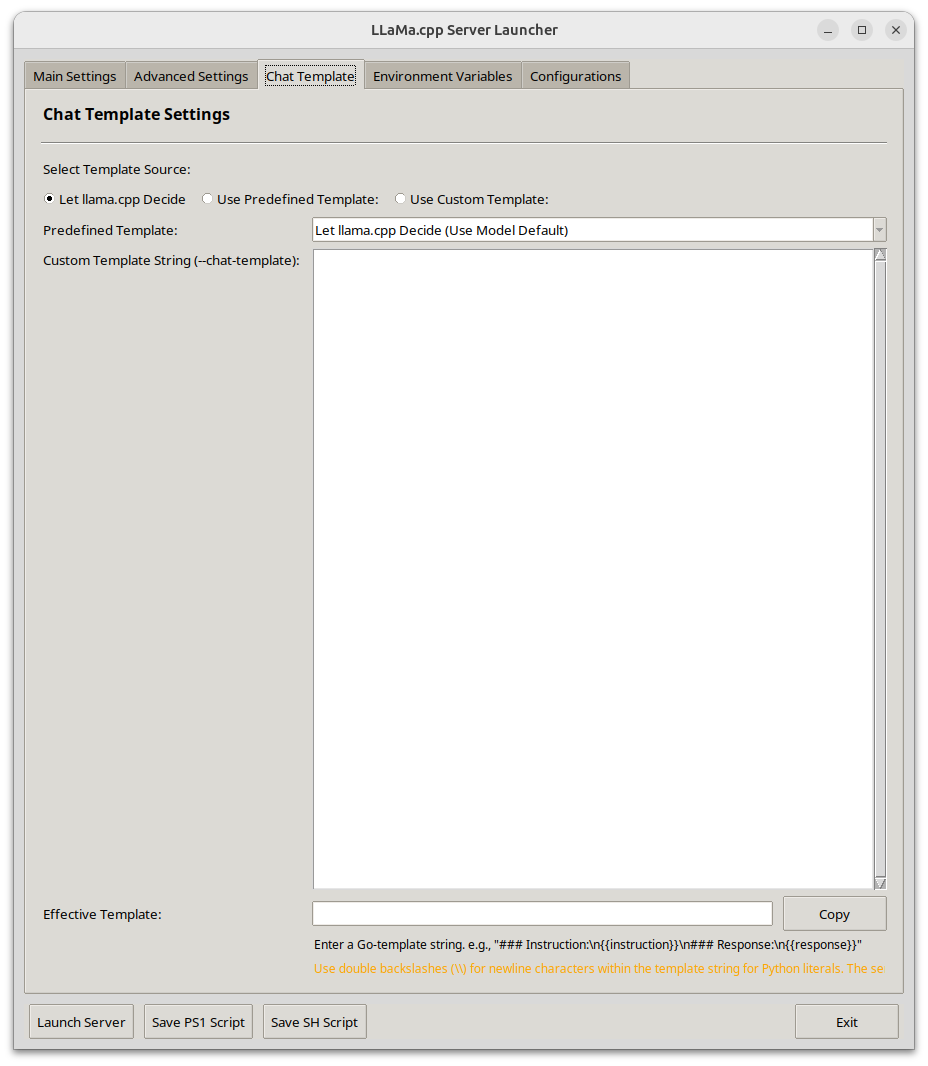 LLaMa.cpp Server Launcher
Main Settings Advanced Settings Chat Template Environment Variables Configurations
Chat Template Settings
Select Template Source:
Let llama.cpp Decide Use Predefined Template: Use Custom Template:
Predefined Template: Let llama.cpp Decide (Use Model Default)
Custom Template String (--chat-template):
Effective Template: Copy
Enter a Go-template string. e.g., "### Instruction:\n{{instruction}}\n### Response:\n{{response}}"
Use double backslashes (\\) for newline characters within the template string for Python literals. The se
Launch Server Save PS1 Script Save SH Script Exit